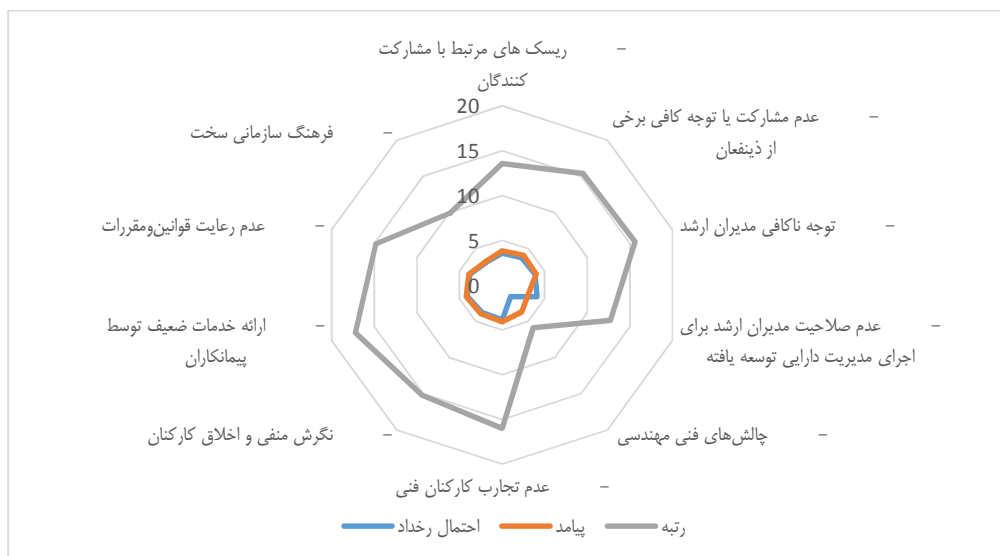 ریسک های مرتبط با مشارکت –
کنندگان
عدم مشارکت یا توجه کافی برخی –
از ذینفعان
توجه ناکافی مدیران ارشد –
عدم صلاحیت مدیران ارشد برای –
اجرای مدیریت دارایی توسعه یافته
چالش‌های فنی مهندسی –
عدم تجارب کارکنان فنی –
نگرش منفی و اخلاق کارکنان –
ارائه خدمات ضعیف توسط –
پیمانکاران
عدم رعایت قوانین‌ومقررات –
فرهنگ سازمانی سخت –
20
15
10
5
0
احتمال رخداد
پیامد
رتبه